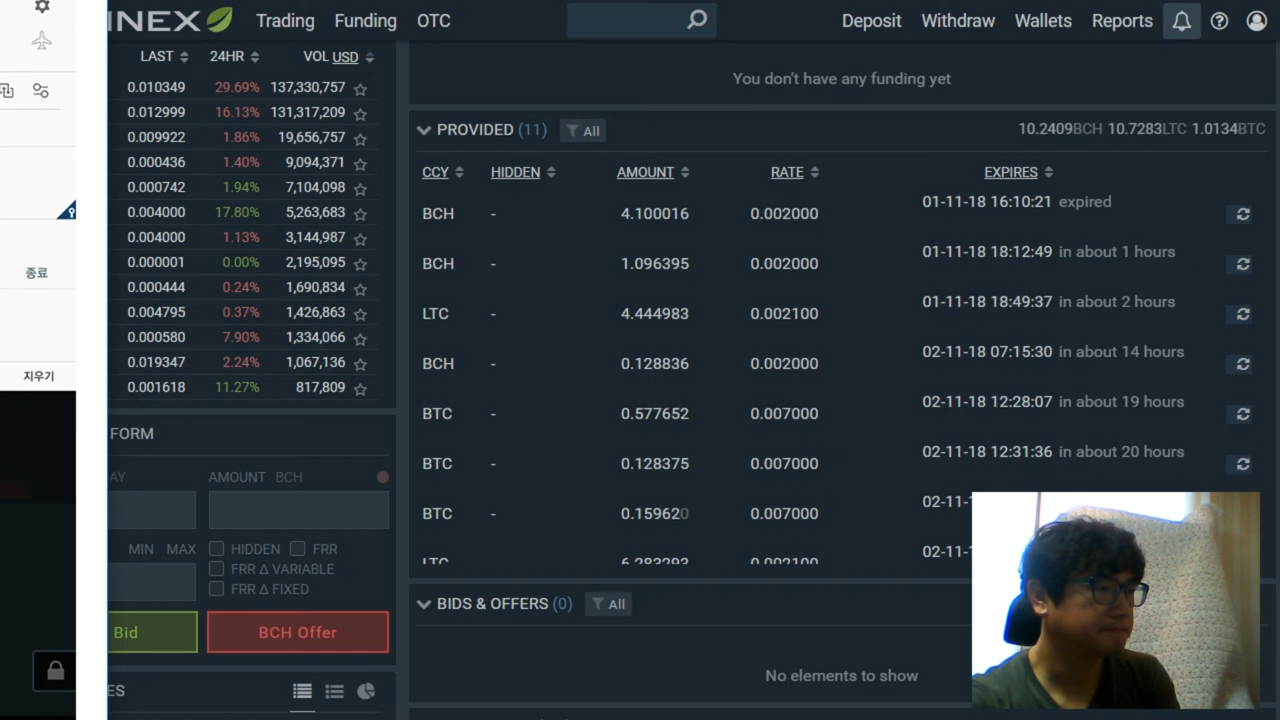 INEX Trading Funding OTC Deposit Withdraw Wallets Reports
종료
지우기
LAST 24HR VOL USD
0.010349 29.69% 137,330,757
0.012999 16.13% 131,317,209
0.009922 1.86% 19,656,757
0.000436 1.40% 9,094,371
0.000742 1.94% 7,104,098
0.004000 17.80% 5,263,683
0.004000 1.13% 3,144,987
0.000001 0.00% 2,195,095
0.000444 0.24% 1,690,834
0.004795 0.37% 1,426,863
0.000580 7.90% 1,334,066
0.019347 2.24% 1,067,136
0.001618 11.27% 817,809
FORM
AY AMOUNT BCH
MIN MAX HIDDEN FRR
FRR Δ VARIABLE
FRR Δ FIXED
Bid BCH Offer
ES
You don't have any funding yet
PROVIDED (11) All 10.2409BCH 10.7283LTC 1.0134BTC
CCY HIDDEN AMOUNT RATE EXPIRES
BCH - 4.100016 0.002000 01-11-18 16:10:21 expired
BCH - 1.096395 0.002000 01-11-18 18:12:49 in about 1 hours
LTC - 4.444983 0.002100 01-11-18 18:49:37 in about 2 hours
BCH - 0.128836 0.002000 02-11-18 07:15:30 in about 14 hours
BTC - 0.577652 0.007000 02-11-18 12:28:07 in about 19 hours
BTC - 0.128375 0.007000 02-11-18 12:31:36 in about 20 hours
BTC - 0.159620 0.007000 02-1
LTC - 6.283293 0.002100 02-1
BIDS & OFFERS (0) All
No elements to show